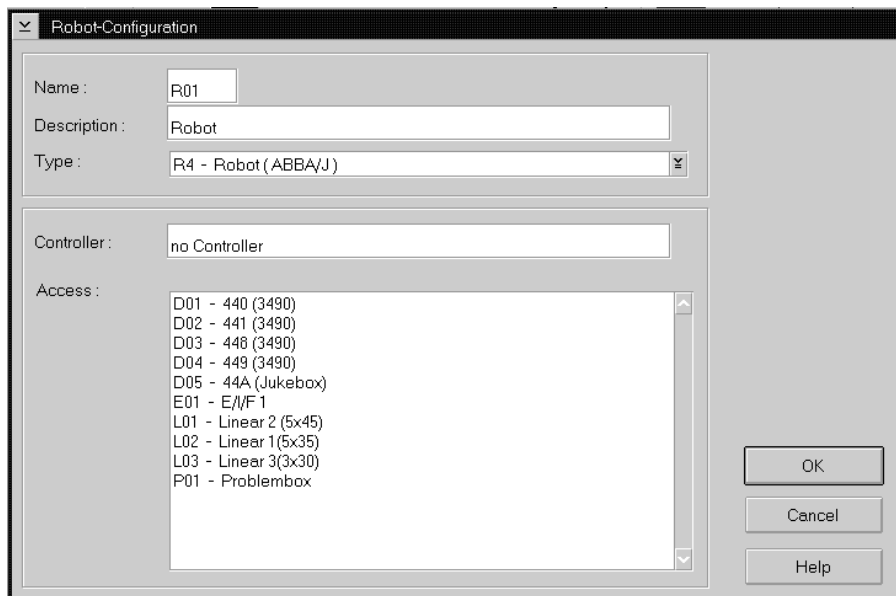 Robot-Configuration
Name :
R01
Description :
Robot
Type :
R4 - Robot ( ABBA/J )
Controller :
no Controller
Access :
D01 - 440 (3490)
D02 - 441 (3490)
D03 - 448 (3490)
D04 - 449 (3490)
D05 - 44A (Jukebox)
E01 - E/I/F 1
L01 - Linear 2 (5x45)
L02 - Linear 1(5x35)
L03 - Linear 3(3x30)
P01 - Problembox
OK
Cancel
Help